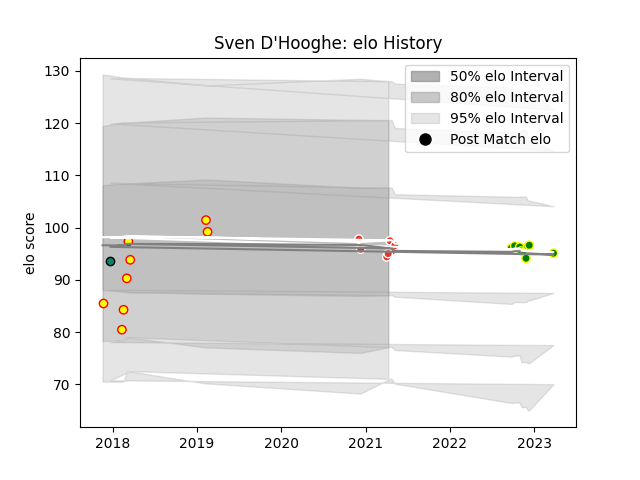 Sven D'Hooghe: elo History
50% elo Interval
80% elo Interval
95% elo Interval
Post Match elo
elo score
130
120
110
100
90
80
70
2018
2019
2020
2021
2022
2023